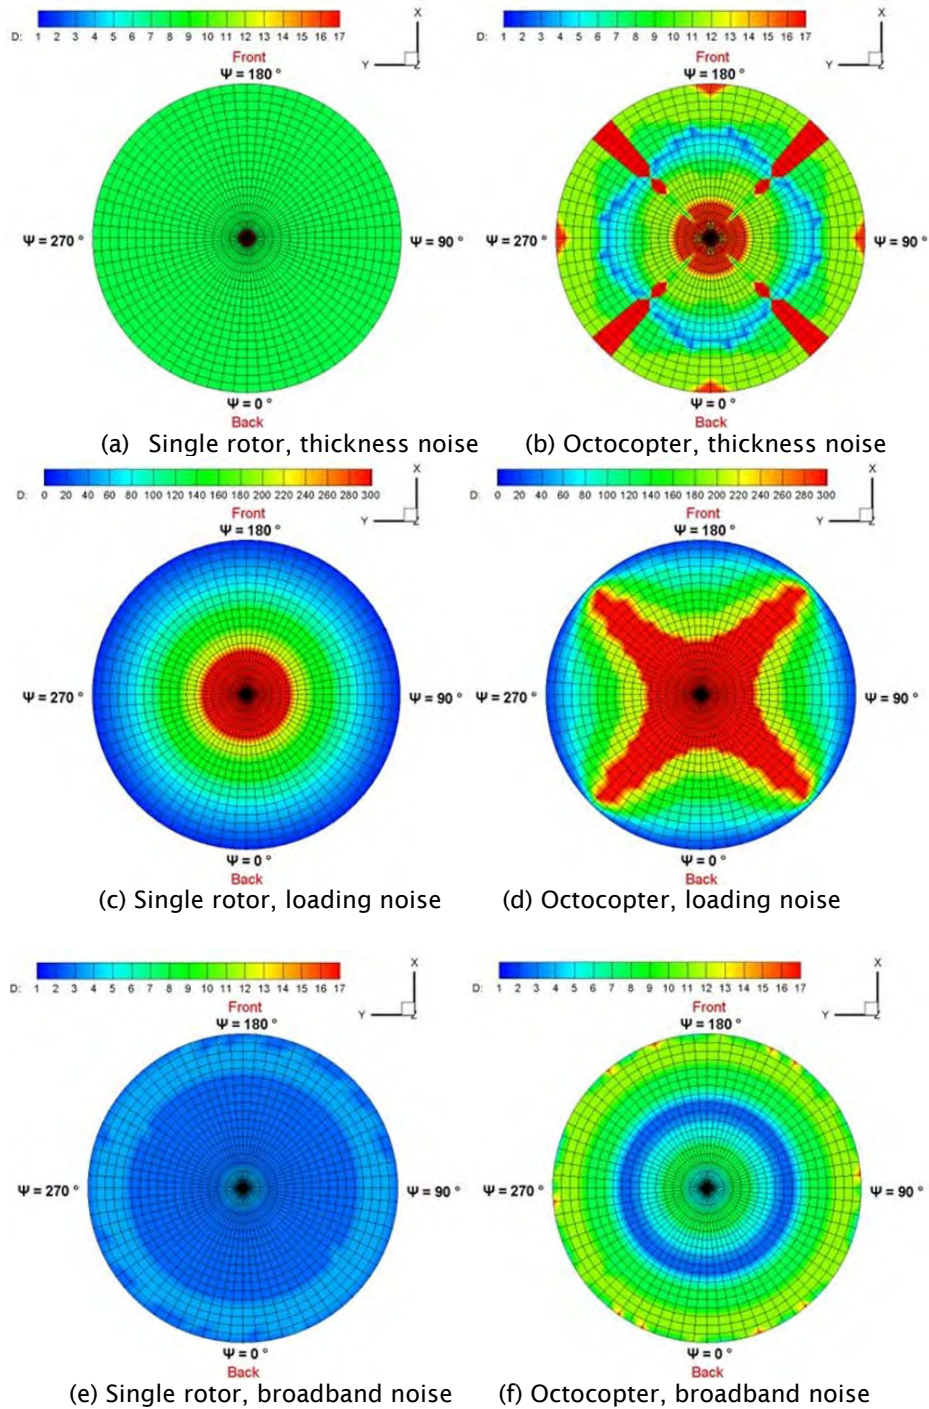 D: 1 2 3 4 5 6 7 8 9 10 11 12 13 14 15 16 17
X
Y
Z
Front
Ψ = 180 °
Ψ = 270 °
Ψ = 90 °
Ψ = 0 °
Back
(a) Single rotor, thickness noise
D: 1 2 3 4 5 6 7 8 9 10 11 12 13 14 15 16 17
X
Y
Z
Front
Ψ = 180 °
Ψ = 270 °
Ψ = 90 °
Ψ = 0 °
Back
(b) Octocopter, thickness noise
D: 0 20 40 60 80 100 120 140 160 180 200 220 240 260 280 300
X
Y
Z
Front
Ψ = 180 °
Ψ = 270 °
Ψ = 90 °
Ψ = 0 °
Back
(c) Single rotor, loading noise
D: 0 20 40 60 80 100 120 140 160 180 200 220 240 260 280 300
X
Y
Z
Front
Ψ = 180 °
Ψ = 270 °
Ψ = 90 °
Ψ = 0 °
Back
(d) Octocopter, loading noise
D: 1 2 3 4 5 6 7 8 9 10 11 12 13 14 15 16 17
X
Y
Z
Front
Ψ = 180 °
Ψ = 270 °
Ψ = 90 °
Ψ = 0 °
Back
(e) Single rotor, broadband noise
D: 1 2 3 4 5 6 7 8 9 10 11 12 13 14 15 16 17
X
Y
Z
Front
Ψ = 180 °
Ψ = 270 °
Ψ = 90 °
Ψ = 0 °
Back
(f) Octocopter, broadband noise